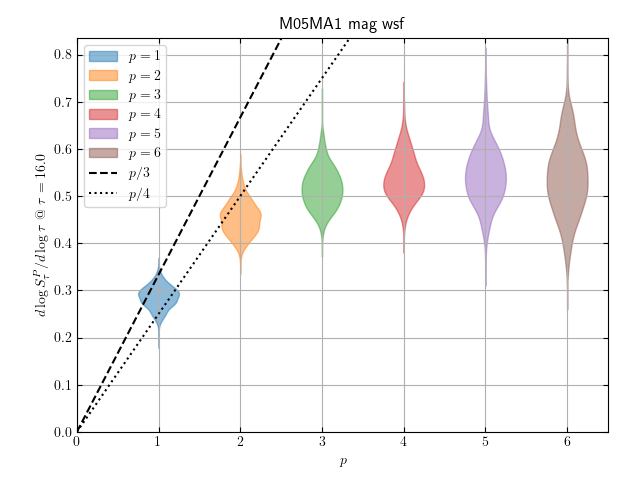 M05MA1 mag wsf
p = 1
p = 2
p = 3
p = 4
p = 5
p = 6
p/3
p/4
0.8
0.7
0.6
0.5
0.4
0.3
0.2
0.1
0.0
d log S_τ^P / d log τ @ τ = 16.0
0 1 2 3 4 5 6
p